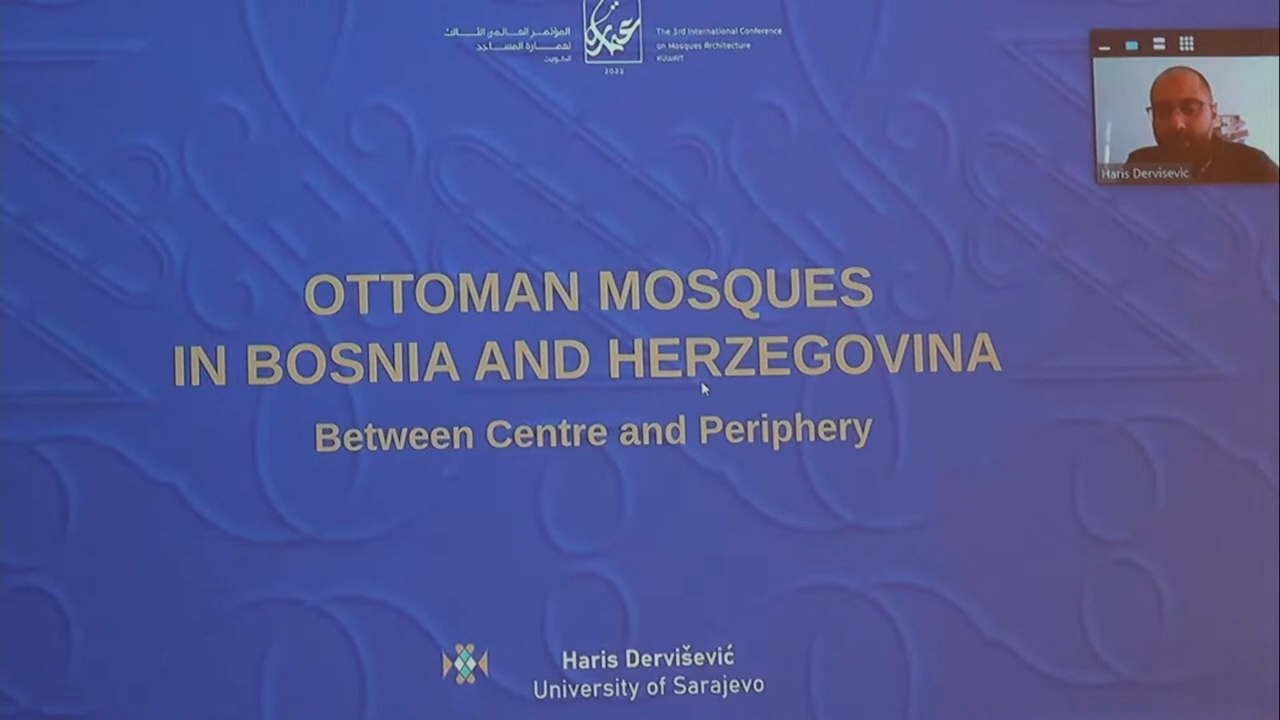 المؤتمر العالمي الثالث
لعمارة المساجد
الكويت
2022
The 3rd International Conference
on Mosques Architecture
KUWAIT
Haris Dervisevic
OTTOMAN MOSQUES
IN BOSNIA AND HERZEGOVINA
Between Centre and Periphery
Haris Dervišević
University of Sarajevo